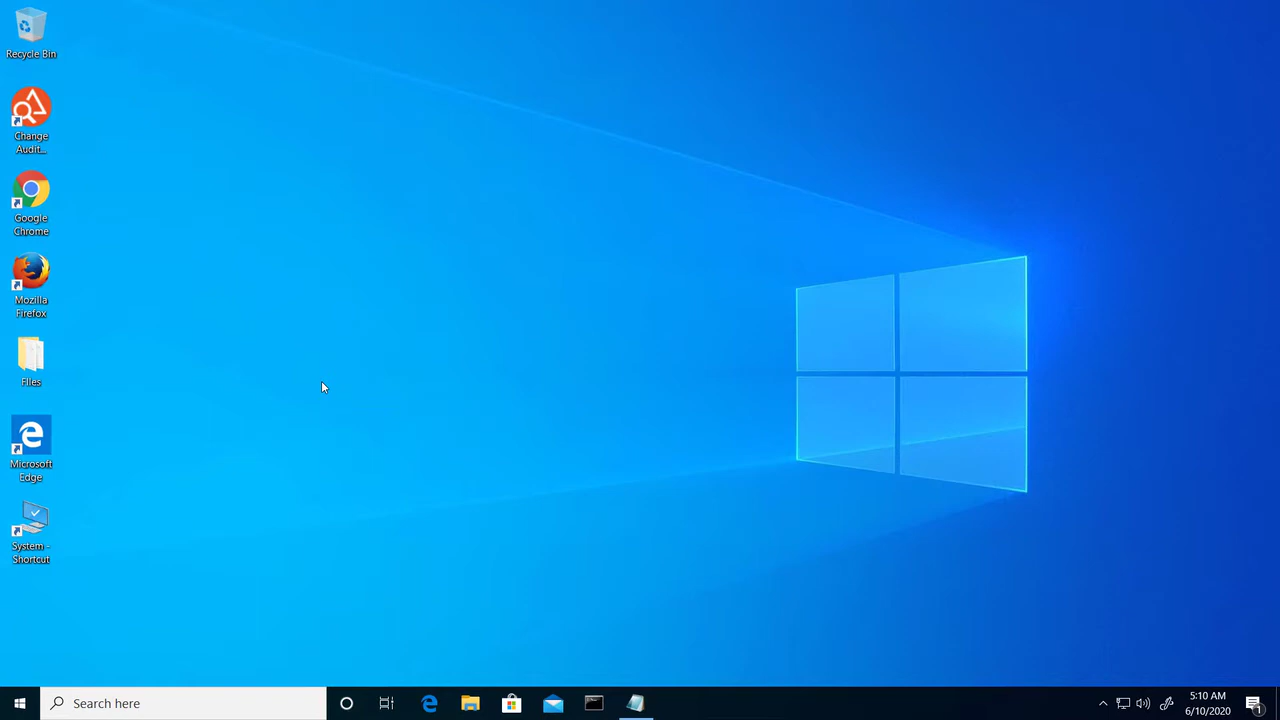 Recycle Bin
Change
Audit...
Google
Chrome
Mozilla
Firefox
FIles
Microsoft
Edge
System -
Shortcut
Search here
5:10 AM
6/10/2020
1